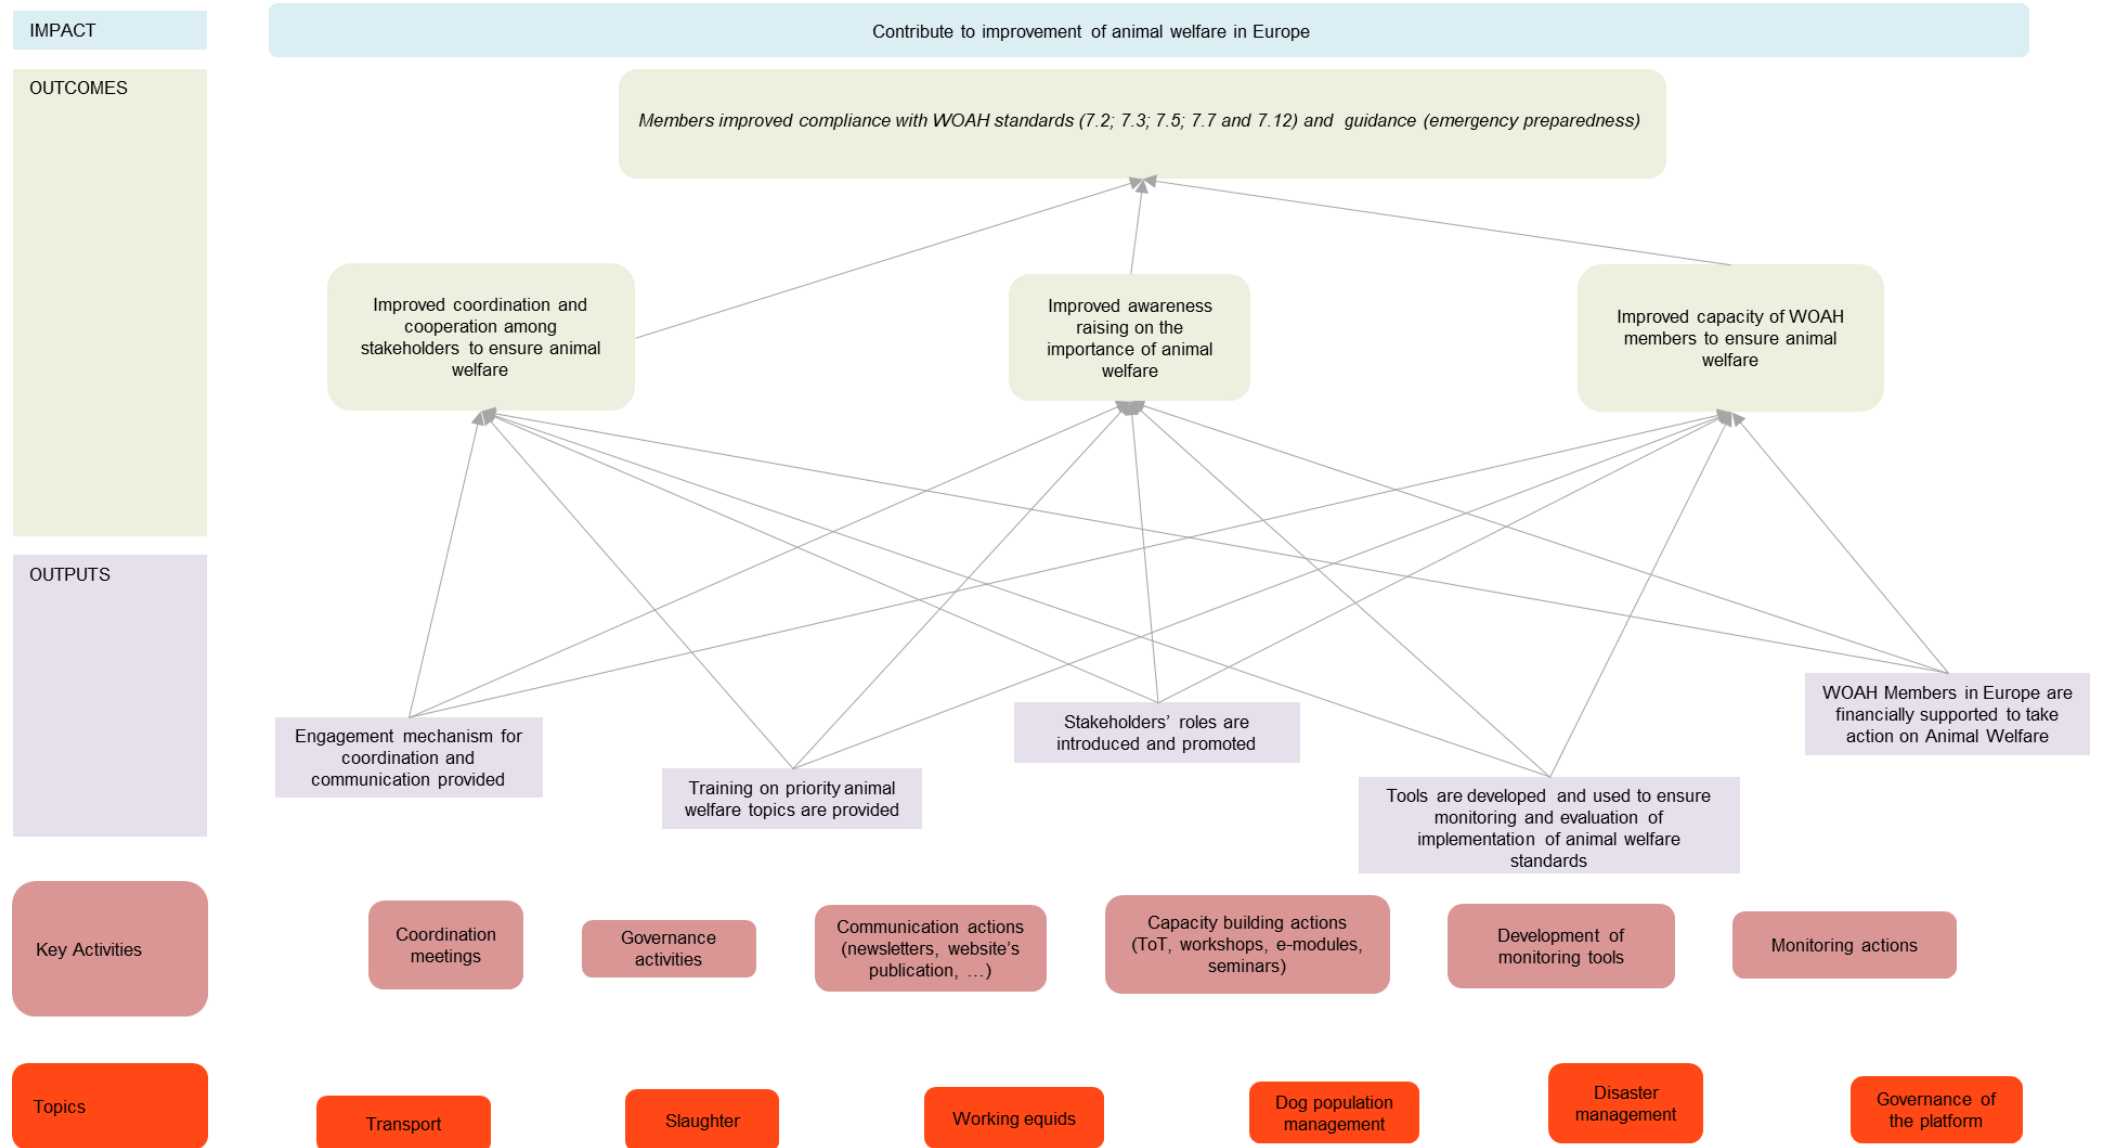 IMPACT
Contribute to improvement of animal welfare in Europe
OUTCOMES
Members improved compliance with WOAH standards (7.2; 7.3; 7.5; 7.7 and 7.12) and guidance (emergency preparedness)
Improved coordination and
cooperation among
stakeholders to ensure animal
welfare
Improved awareness
raising on the
importance of animal
welfare
Improved capacity of WOAH
members to ensure animal
welfare
OUTPUTS
Engagement mechanism for
coordination and
communication provided
Training on priority animal
welfare topics are provided
Stakeholders’ roles are
introduced and promoted
Tools are developed and used to ensure
monitoring and evaluation of
implementation of animal welfare
standards
WOAH Members in Europe are
financially supported to take
action on Animal Welfare
Key Activities
Coordination
meetings
Governance
activities
Communication actions
(newsletters, website’s
publication, …)
Capacity building actions
(ToT, workshops, e-modules,
seminars)
Development of
monitoring tools
Monitoring actions
Topics
Transport
Slaughter
Working equids
Dog population
management
Disaster
management
Governance of
the platform